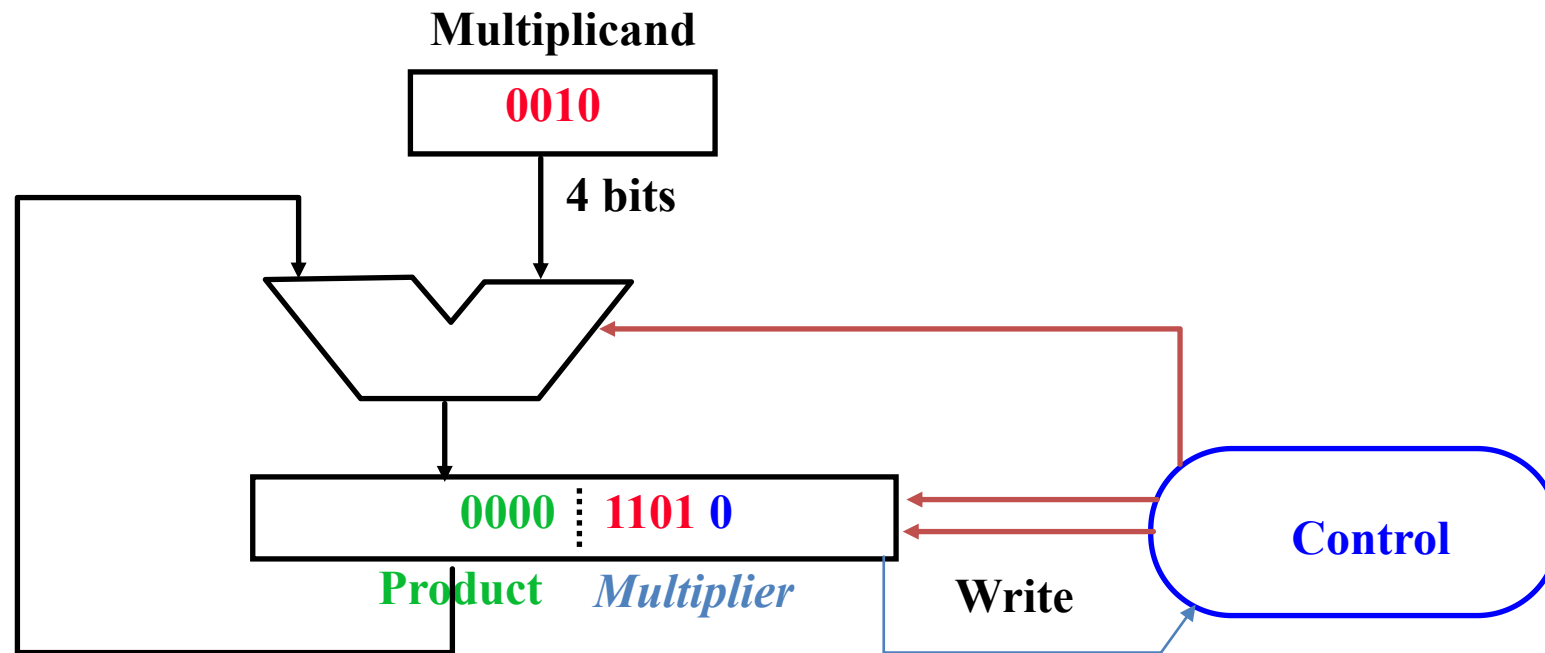 Multiplicand
0010
4 bits
0000 1101 0
Control
Product Multiplier Write